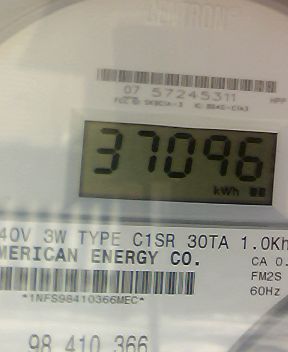 07 57245311
37096
kWh
40V 3W TYPE C1SR 30TA 1.0Kh
MERICAN ENERGY CO.
CA 0.
FM2S
60Hz
*1NFS98410366MEC*
98 410 366